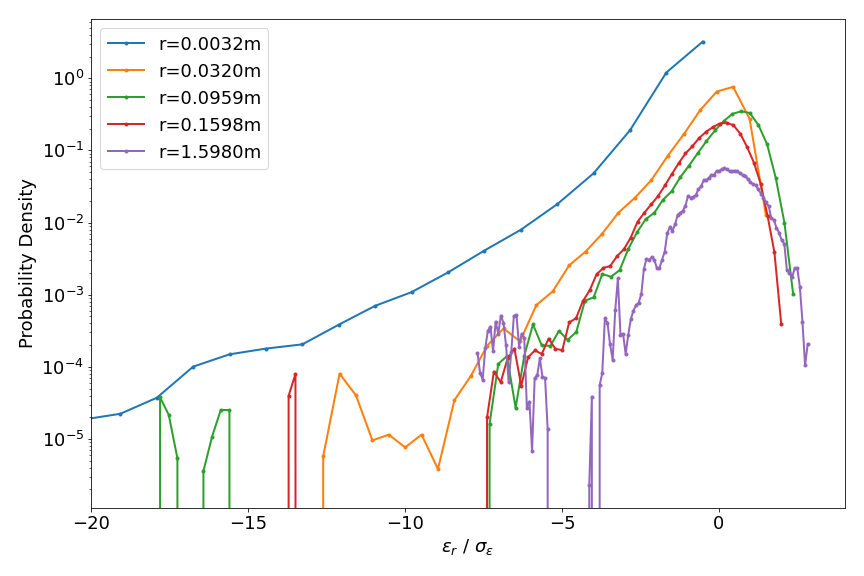 r=0.0032m
r=0.0320m
r=0.0959m
r=0.1598m
r=1.5980m
Probability Density
10⁰
10⁻¹
10⁻²
10⁻³
10⁻⁴
10⁻⁵
−20 −15 −10 −5 0
εᵣ / σ_ε